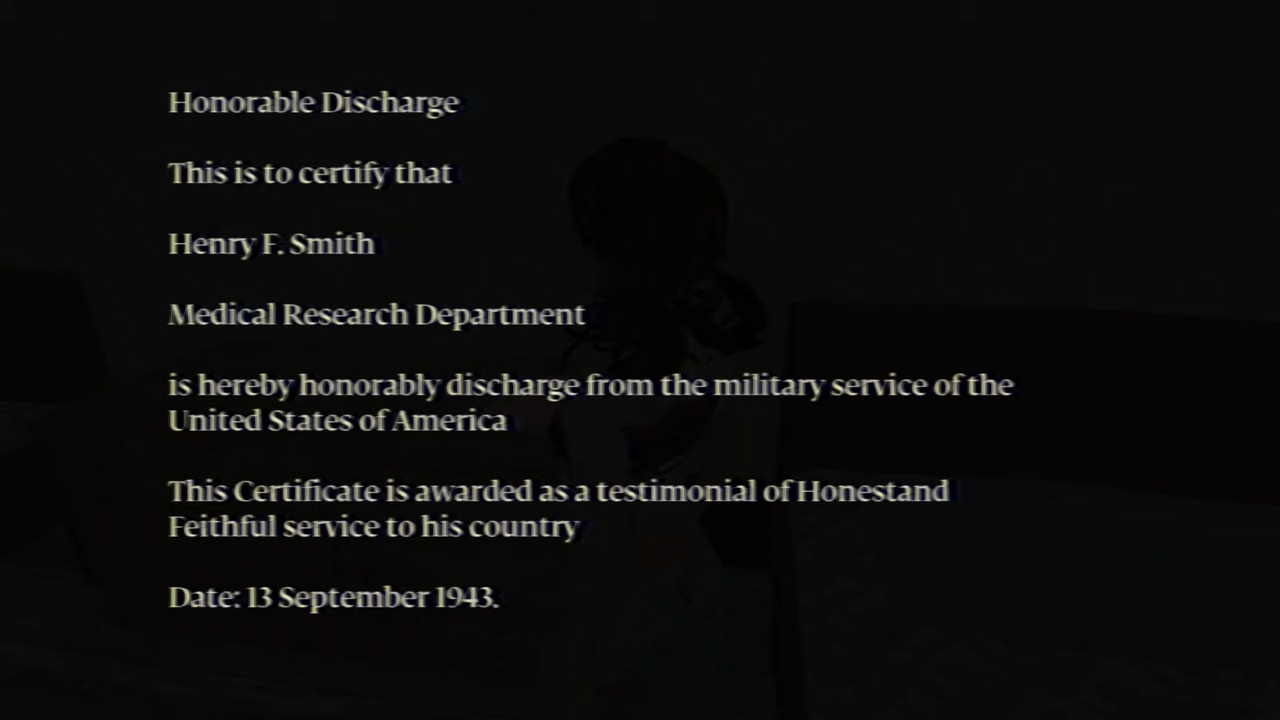 Honorable Discharge
This is to certify that
Henry F. Smith
Medical Research Department
is hereby honorably discharge from the military service of the
United States of America
This Certificate is awarded as a testimonial of Honestand
Feithful service to his country
Date: 13 September 1943.